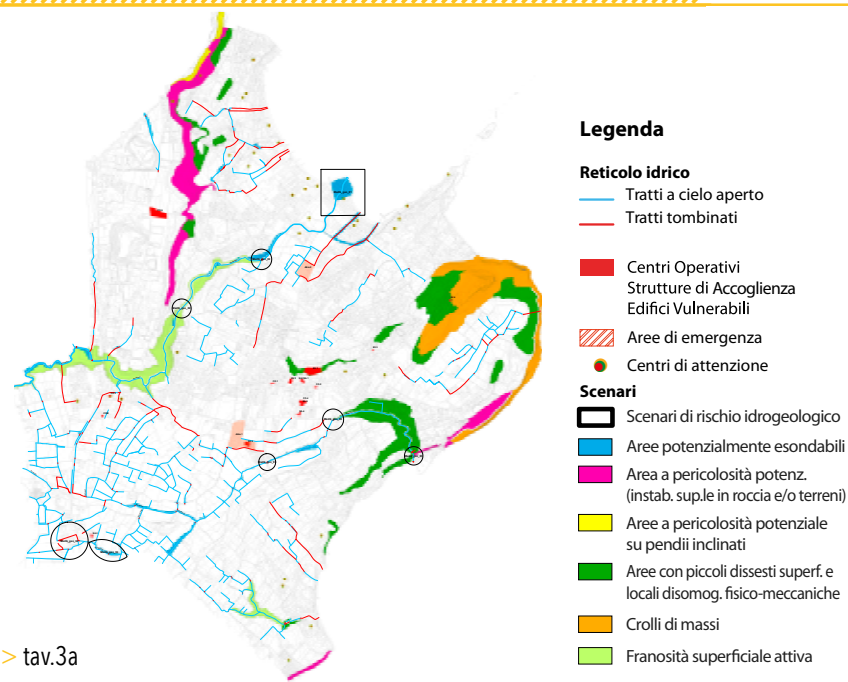 Legenda
Reticolo idrico
Tratti a cielo aperto
Tratti tombinati
Centri Operativi
Strutture di Accoglienza
Edifici Vulnerabili
Aree di emergenza
Centri di attenzione
Scenari
Scenari di rischio idrogeologico
Aree potenzialmente esondabili
Area a pericolosità potenz.
(instab. sup.le in roccia e/o terreni)
Aree a pericolosità potenziale
su pendii inclinati
Aree con piccoli dissesti superf. e
locali disomog. fisico-meccaniche
Crolli di massi
Franosità superficiale attiva
> tav.3a